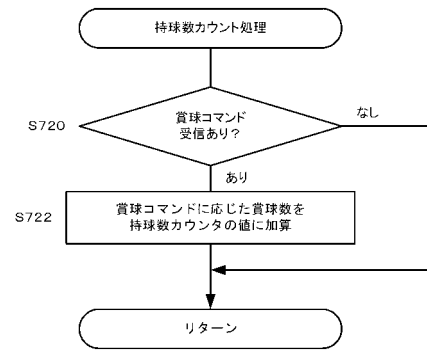 持球数カウント処理
S720
賞球コマンド
受信あり？
なし
あり
S722
賞球コマンドに応じた賞球数を
持球数カウンタの値に加算
リターン